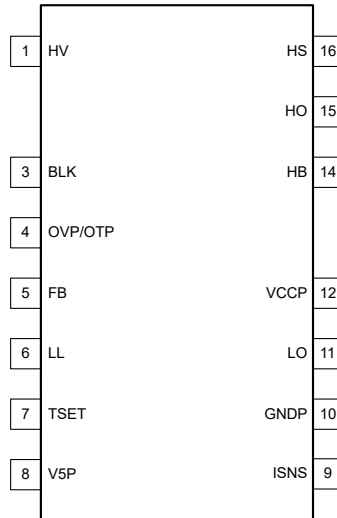 1 HV HS 16
HO 15
3 BLK HB 14
4 OVP/OTP
5 FB VCCP 12
6 LL LO 11
7 TSET GNDP 10
8 V5P ISNS 9